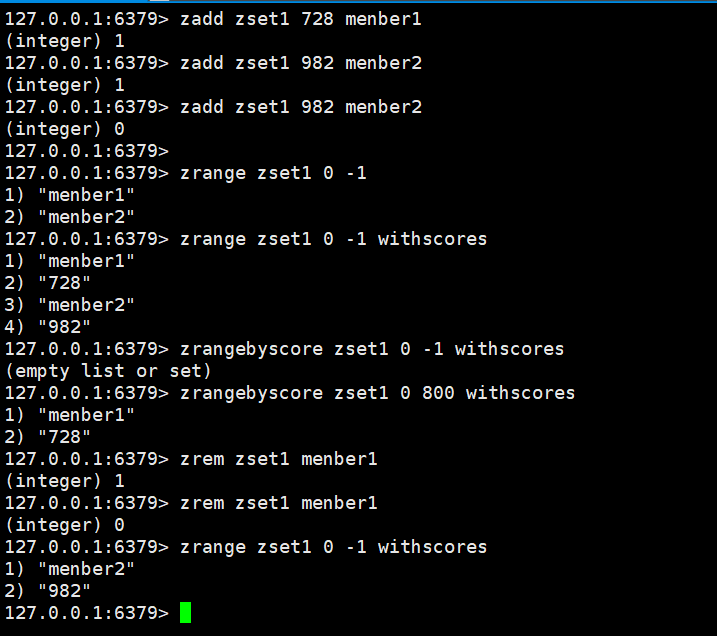 127.0.0.1:6379> zadd zset1 728 menber1
(integer) 1
127.0.0.1:6379> zadd zset1 982 menber2
(integer) 1
127.0.0.1:6379> zadd zset1 982 menber2
(integer) 0
127.0.0.1:6379>
127.0.0.1:6379> zrange zset1 0 -1
1) "menber1"
2) "menber2"
127.0.0.1:6379> zrange zset1 0 -1 withscores
1) "menber1"
2) "728"
3) "menber2"
4) "982"
127.0.0.1:6379> zrangebyscore zset1 0 -1 withscores
(empty list or set)
127.0.0.1:6379> zrangebyscore zset1 0 800 withscores
1) "menber1"
2) "728"
127.0.0.1:6379> zrem zset1 menber1
(integer) 1
127.0.0.1:6379> zrem zset1 menber1
(integer) 0
127.0.0.1:6379> zrange zset1 0 -1 withscores
1) "menber2"
2) "982"
127.0.0.1:6379>